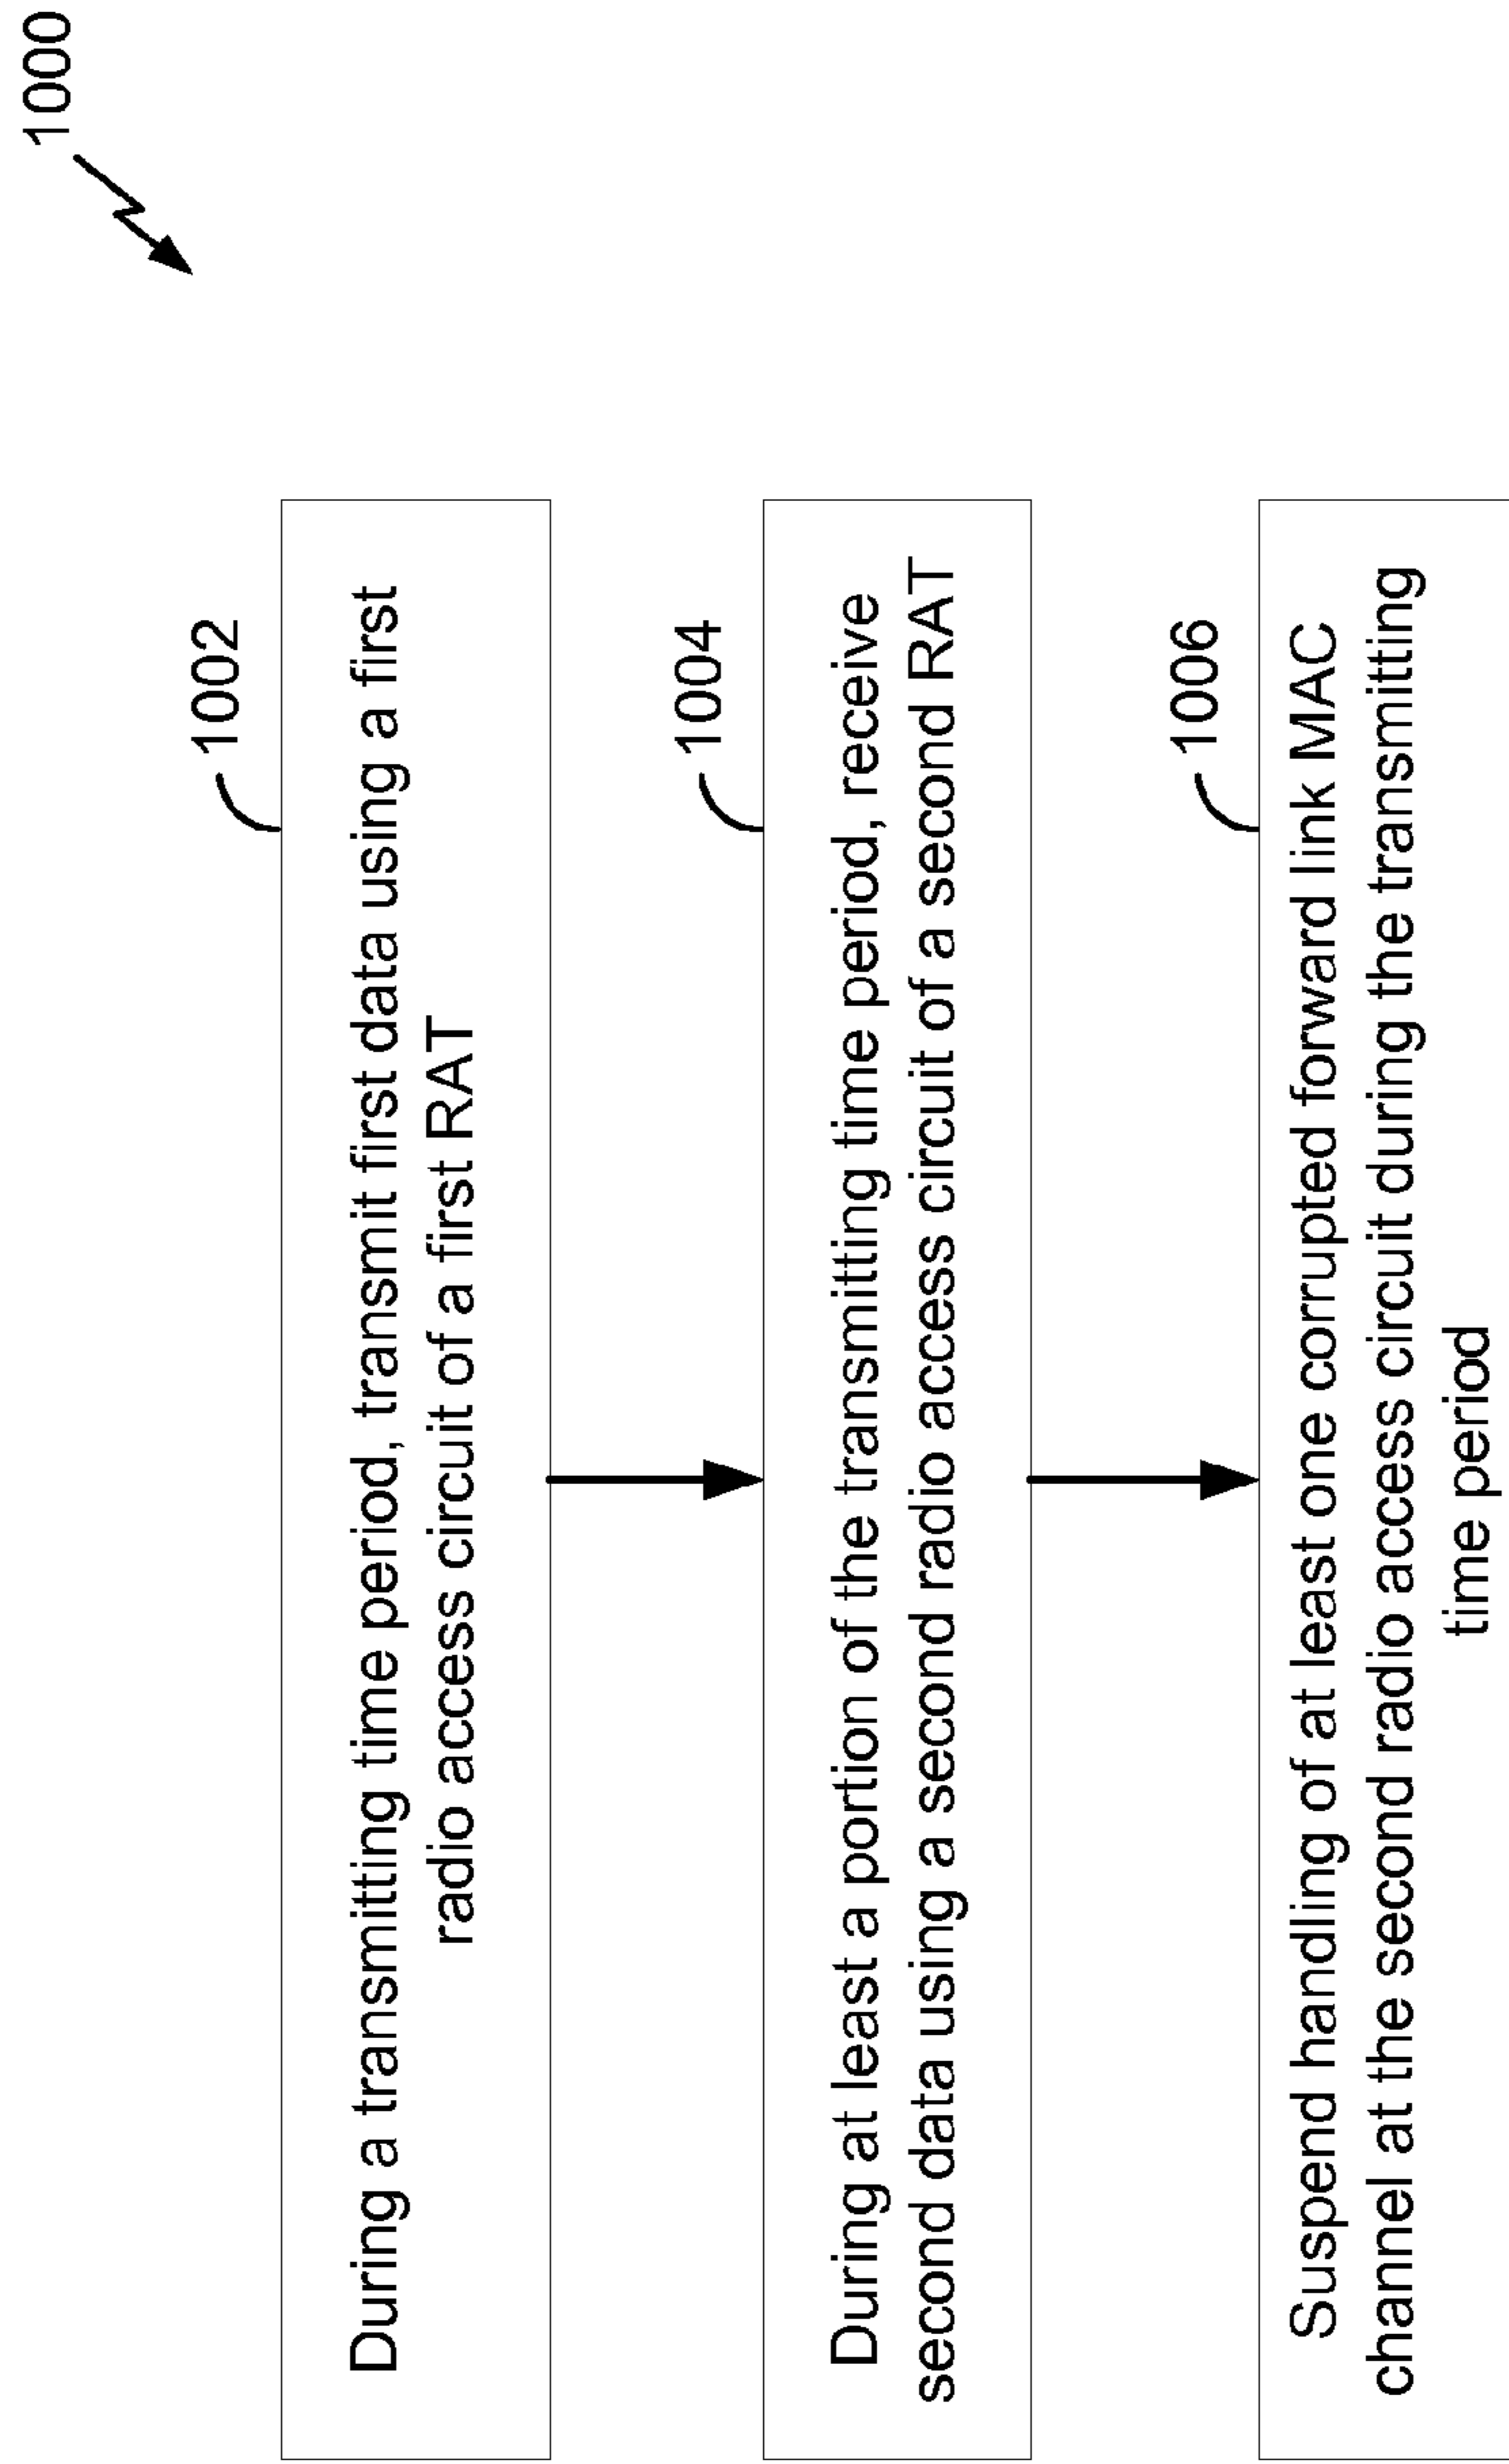 1000
1002
During a transmitting time period, transmit first data using a first
radio access circuit of a first RAT
1004
During at least a portion of the transmitting time period, receive
second data using a second radio access circuit of a second RAT
1006
Suspend handling of at least one corrupted forward link MAC
channel at the second radio access circuit during the transmitting
time period